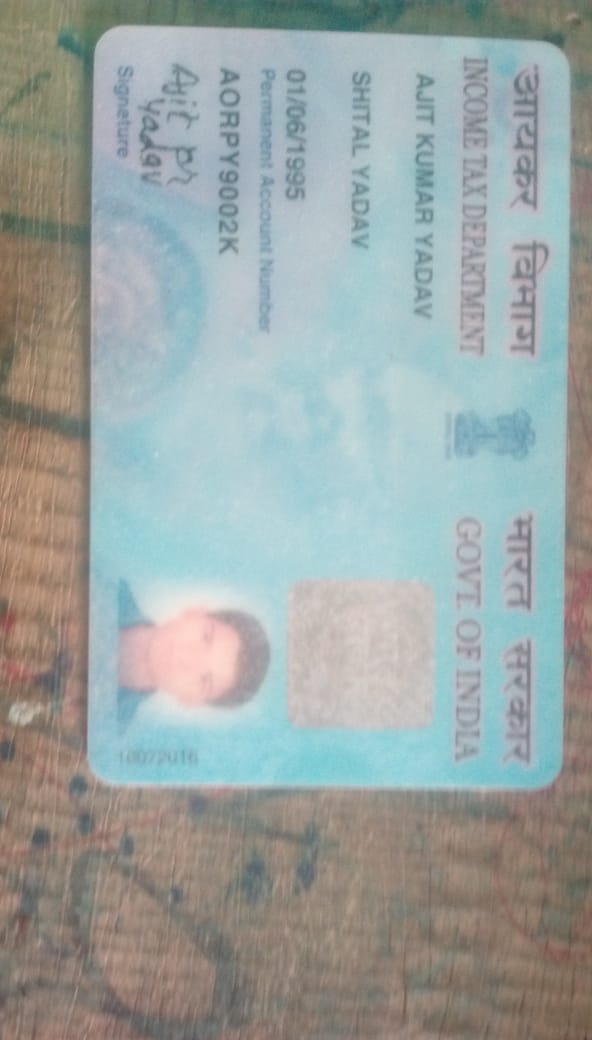 आयकर विभाग
INCOME TAX DEPARTMENT
भारत सरकार
GOVT. OF INDIA
AJIT KUMAR YADAV
SHITAL YADAV
01/06/1995
Permanent Account Number
AORPY9002K
Ajit pr
Yadav
Signature
10072016